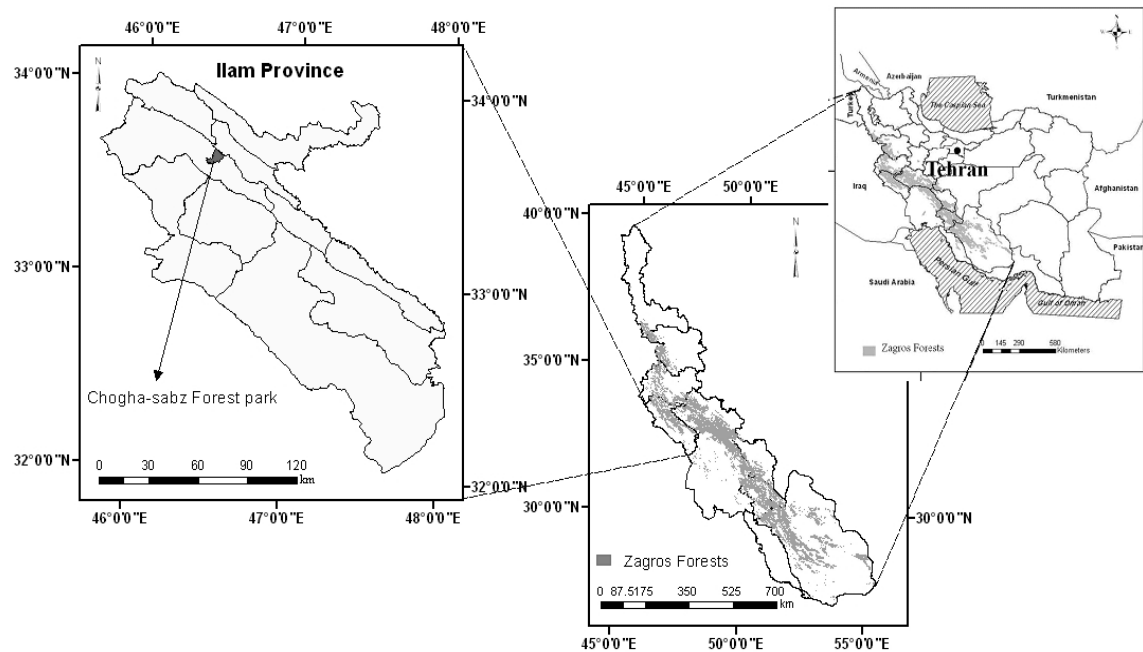 46°0'0"E 47°0'0"E 48°0'0"E
34°0'0"N
33°0'0"N
32°0'0"N
N
Ilam Province
Chogha-sabz Forest park
0 30 60 90 120
km
34°0'0"N
33°0'0"N
32°0'0"N
46°0'0"E 47°0'0"E 48°0'0"E
45°0'0"E 50°0'0"E
40°0'0"N
35°0'0"N
30°0'0"N
N
Zagros Forests
0 87.5175 350 525 700
km
30°0'0"N
45°0'0"E 50°0'0"E 55°0'0"E
N
Armenia
Azerbaijan
Turkey
The Caspian Sea
Turkmenistan
Tehran
Iraq
Afghanistan
Pakistan
Saudi Arabia
Persian Gulf
Gulf of Oman
Zagros Forests
0 145 290 580
Kilometers